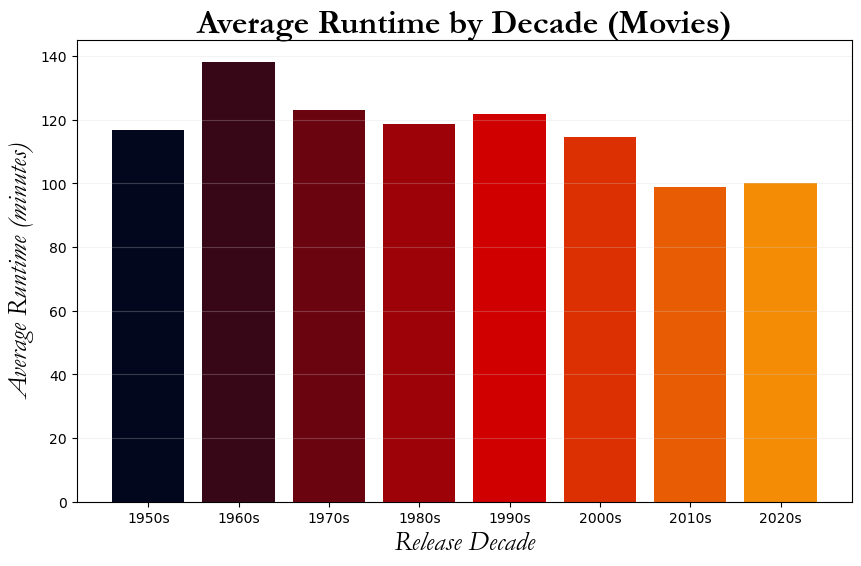 Average Runtime by Decade (Movies)
Average Runtime (minutes)
140
120
100
80
60
40
20
0
1950s 1960s 1970s 1980s 1990s 2000s 2010s 2020s
Release Decade